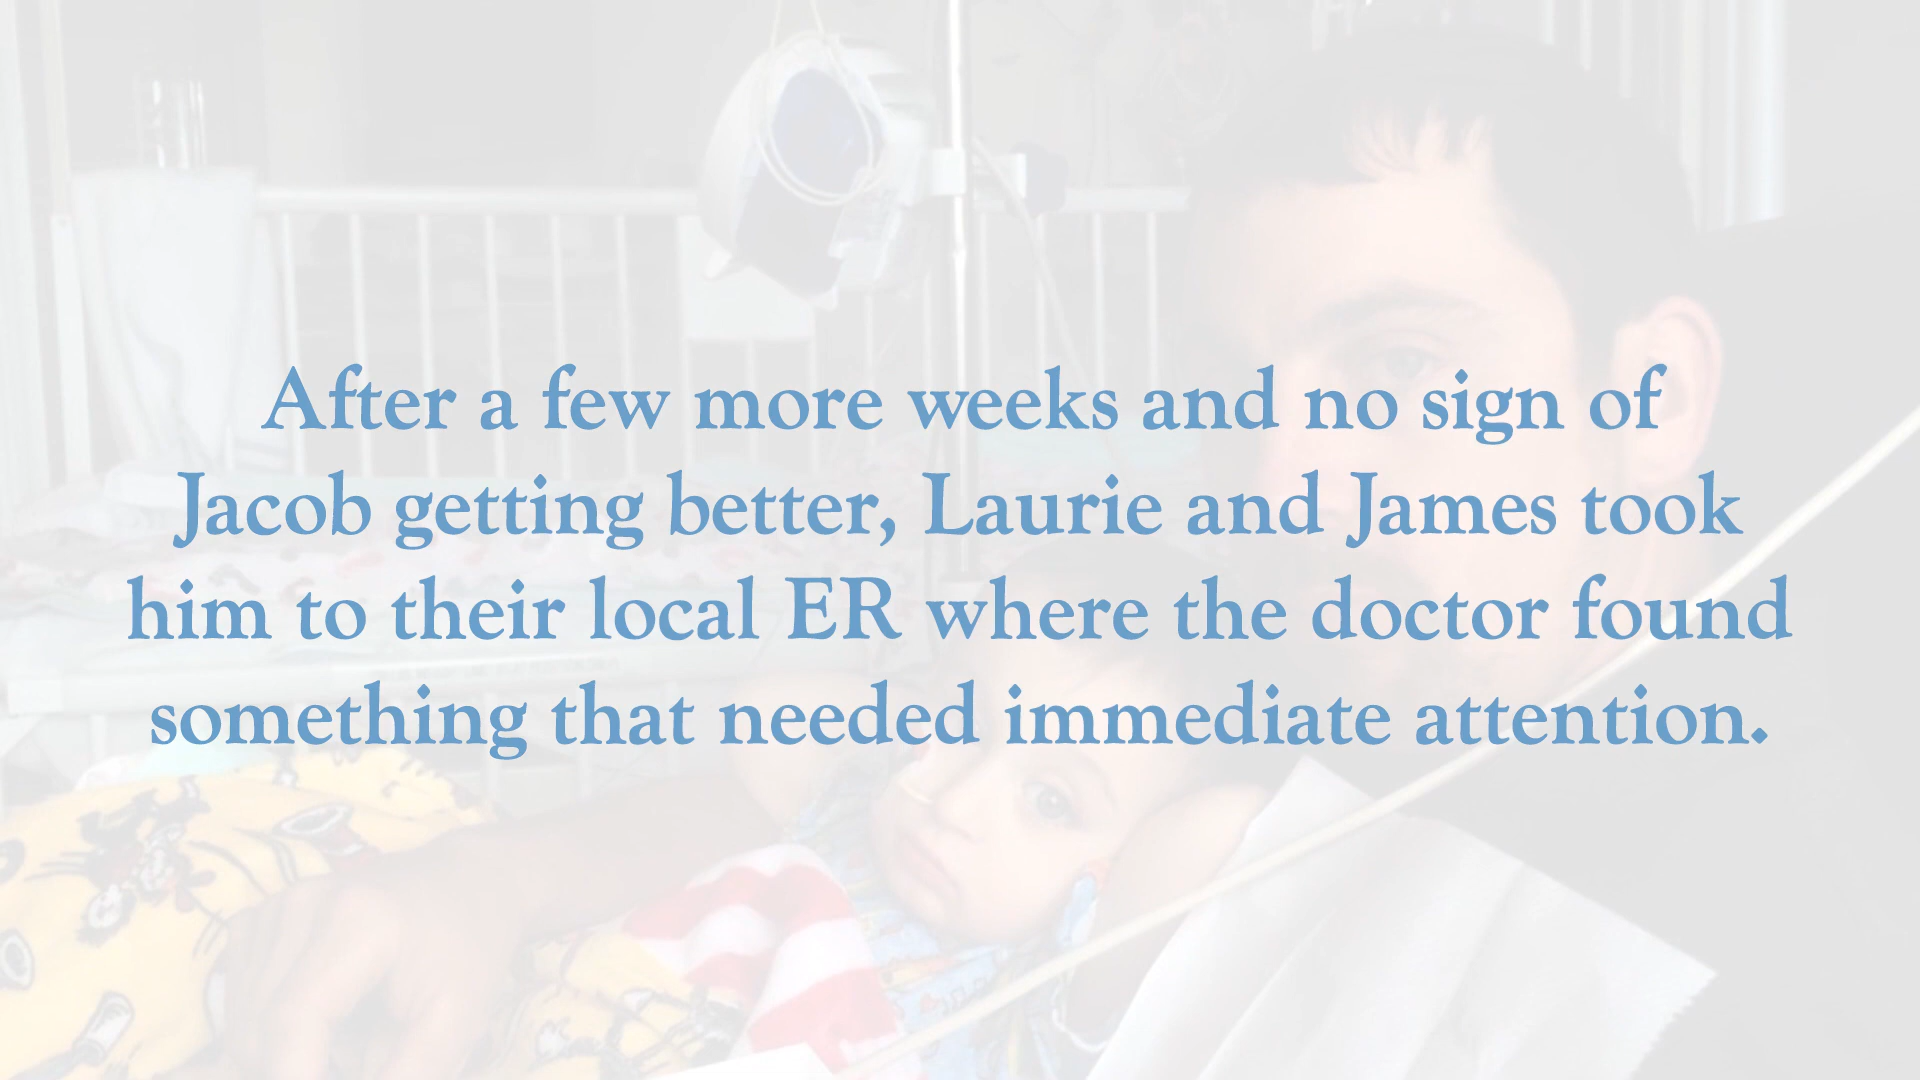 After a few more weeks and no sign of
Jacob getting better, Laurie and James took
him to their local ER where the doctor found
something that needed immediate attention.